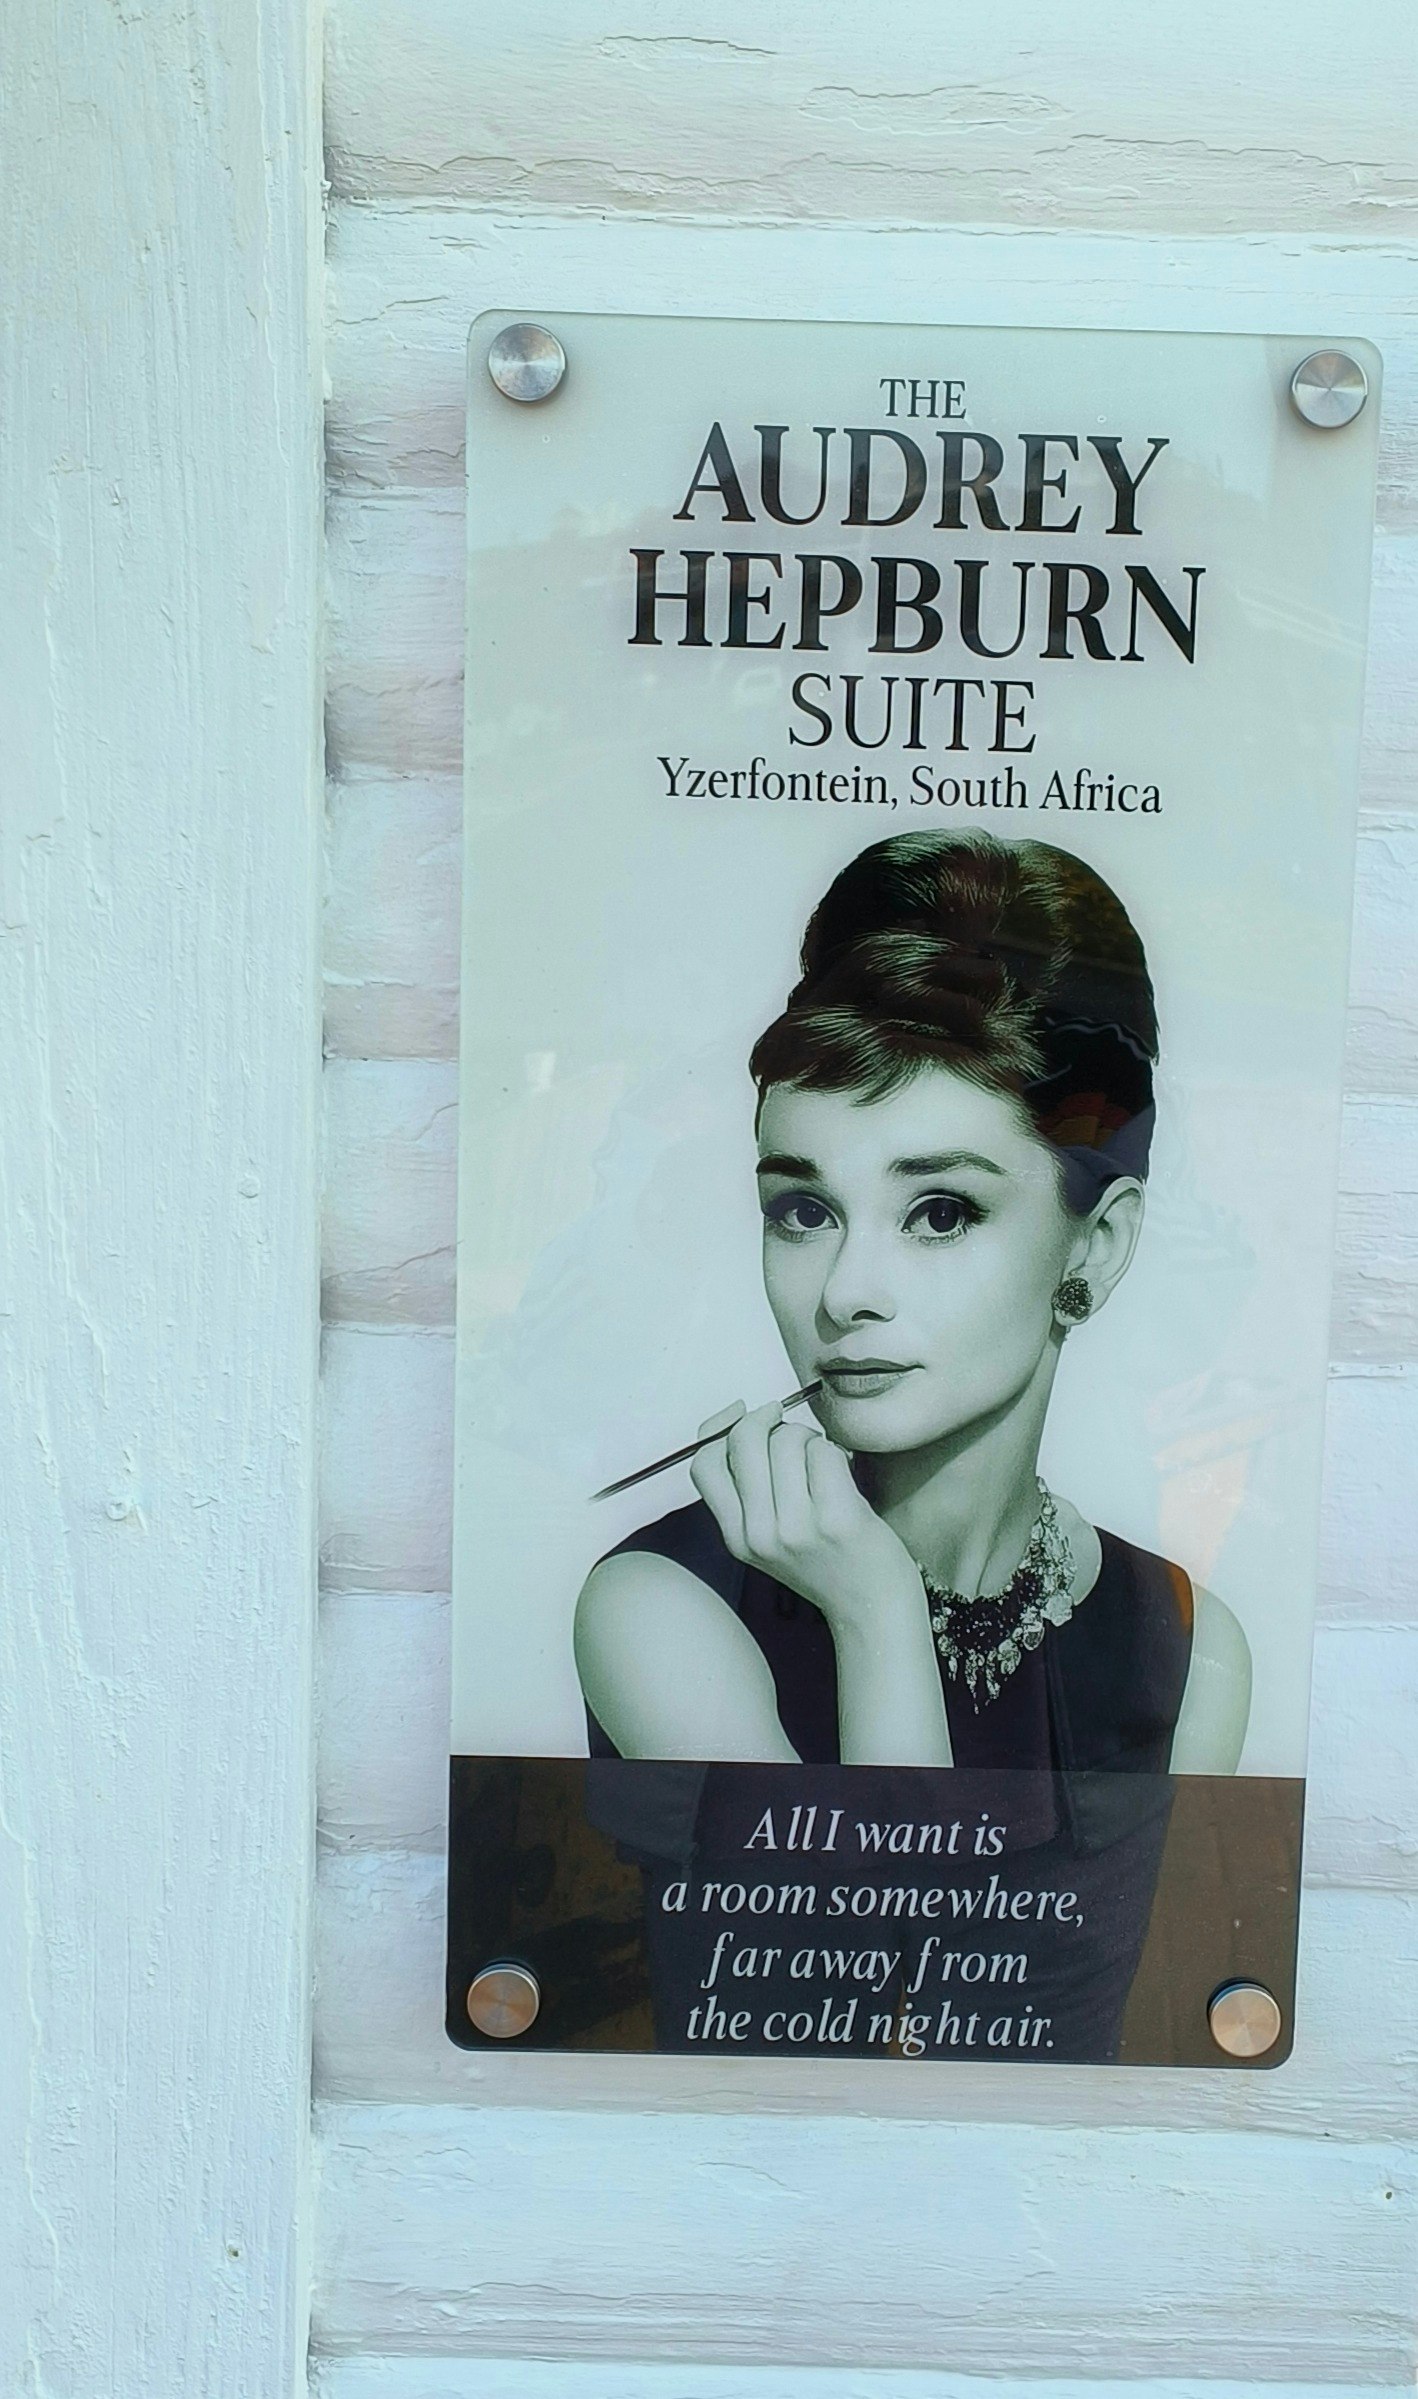 THE
AUDREY
HEPBURN
SUITE
Yzerfontein, South Africa
All I want is
a room somewhere,
far away from
the cold night air.